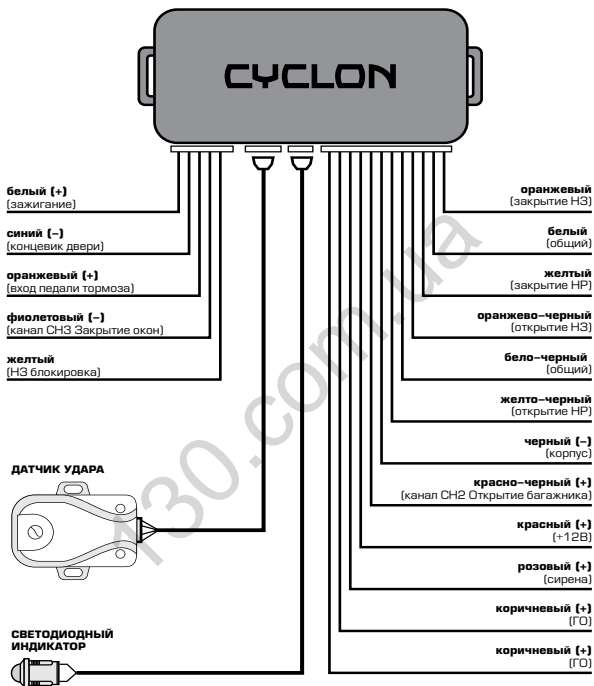 CYCLON
белый (+)
(зажигание)
синий (–)
(концевик двери)
оранжевый (+)
(вход педали тормоза)
фиолетовый (–)
(канал CH3 Закрытие окон)
желтый
(НЗ блокировка)
ДАТЧИК УДАРА
СВЕТОДИОДНЫЙ
ИНДИКАТОР
оранжевый
(закрытие НЗ)
белый
(общий)
желтый
(закрытие НР)
оранжево–черный
(открытие НЗ)
бело–черный
(общий)
желто–черный
(открытие НР)
черный (–)
(корпус)
красно–черный (+)
(канал CH2 Открытие багажника)
красный (+)
(+12В)
розовый (+)
(сирена)
коричневый (+)
(ГО)
коричневый (+)
(ГО)
130.com.ua